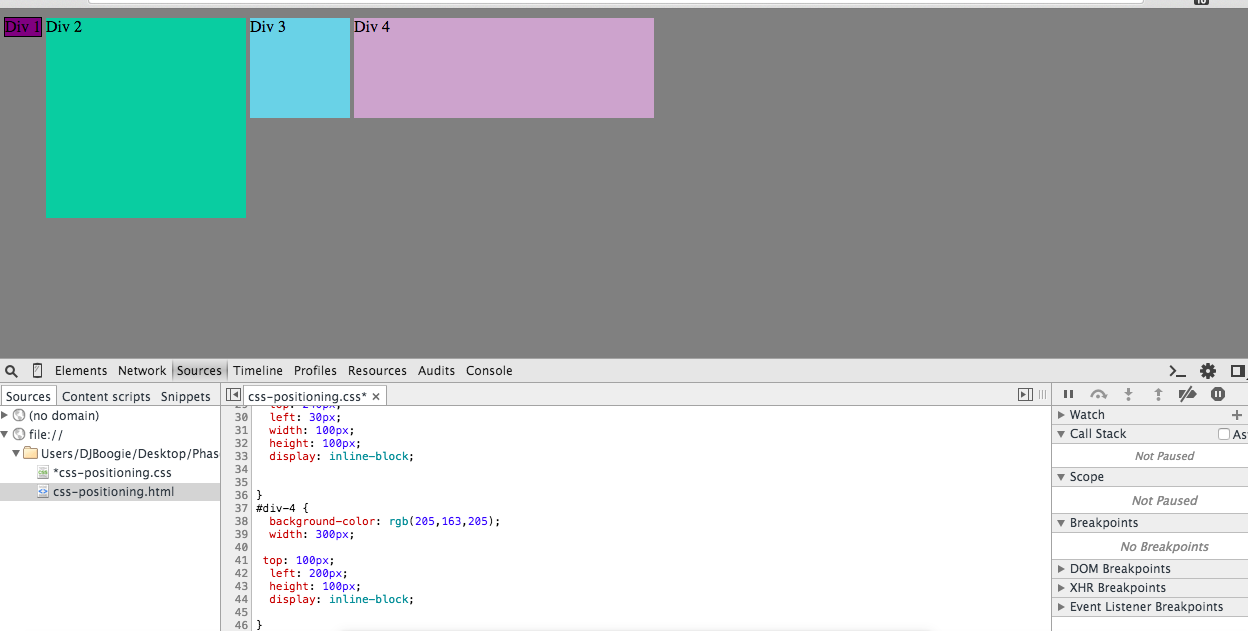 10
Div 1 Div 2 Div 3 Div 4
Elements Network Sources Timeline Profiles Resources Audits Console
Sources Content scripts Snippets
css-positioning.css* ×
(no domain)
file://
Users/DJBoogie/Desktop/Phas
*css-positioning.css
css-positioning.html
29 top: 240px;
30 left: 30px;
31 width: 100px;
32 height: 100px;
33 display: inline-block;
34
35
36 }
37 #div-4 {
38 background-color: rgb(205,163,205);
39 width: 300px;
40
41 top: 100px;
42 left: 200px;
43 height: 100px;
44 display: inline-block;
45
46 }
Watch +
Call Stack As
Not Paused
Scope
Not Paused
Breakpoints
No Breakpoints
DOM Breakpoints
XHR Breakpoints
Event Listener Breakpoints